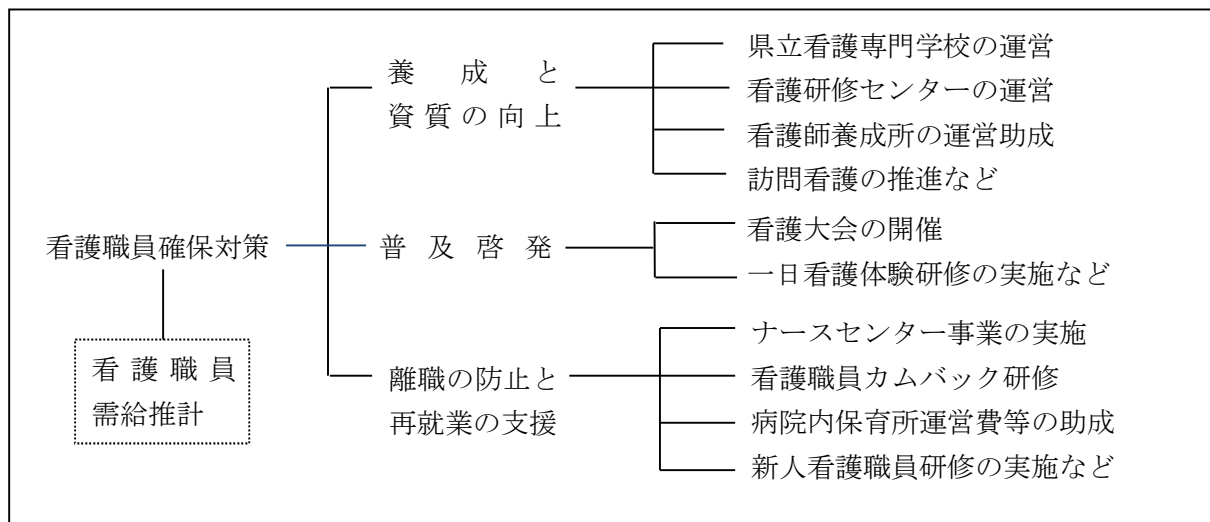 養成と
資質の向上
県立看護専門学校の運営
看護研修センターの運営
看護師養成所の運営助成
訪問看護の推進など
看護職員確保対策
普及啓発
看護大会の開催
一日看護体験研修の実施など
看護職員
需給推計
離職の防止と
再就業の支援
ナースセンター事業の実施
看護職員カムバック研修
病院内保育所運営費等の助成
新人看護職員研修の実施など